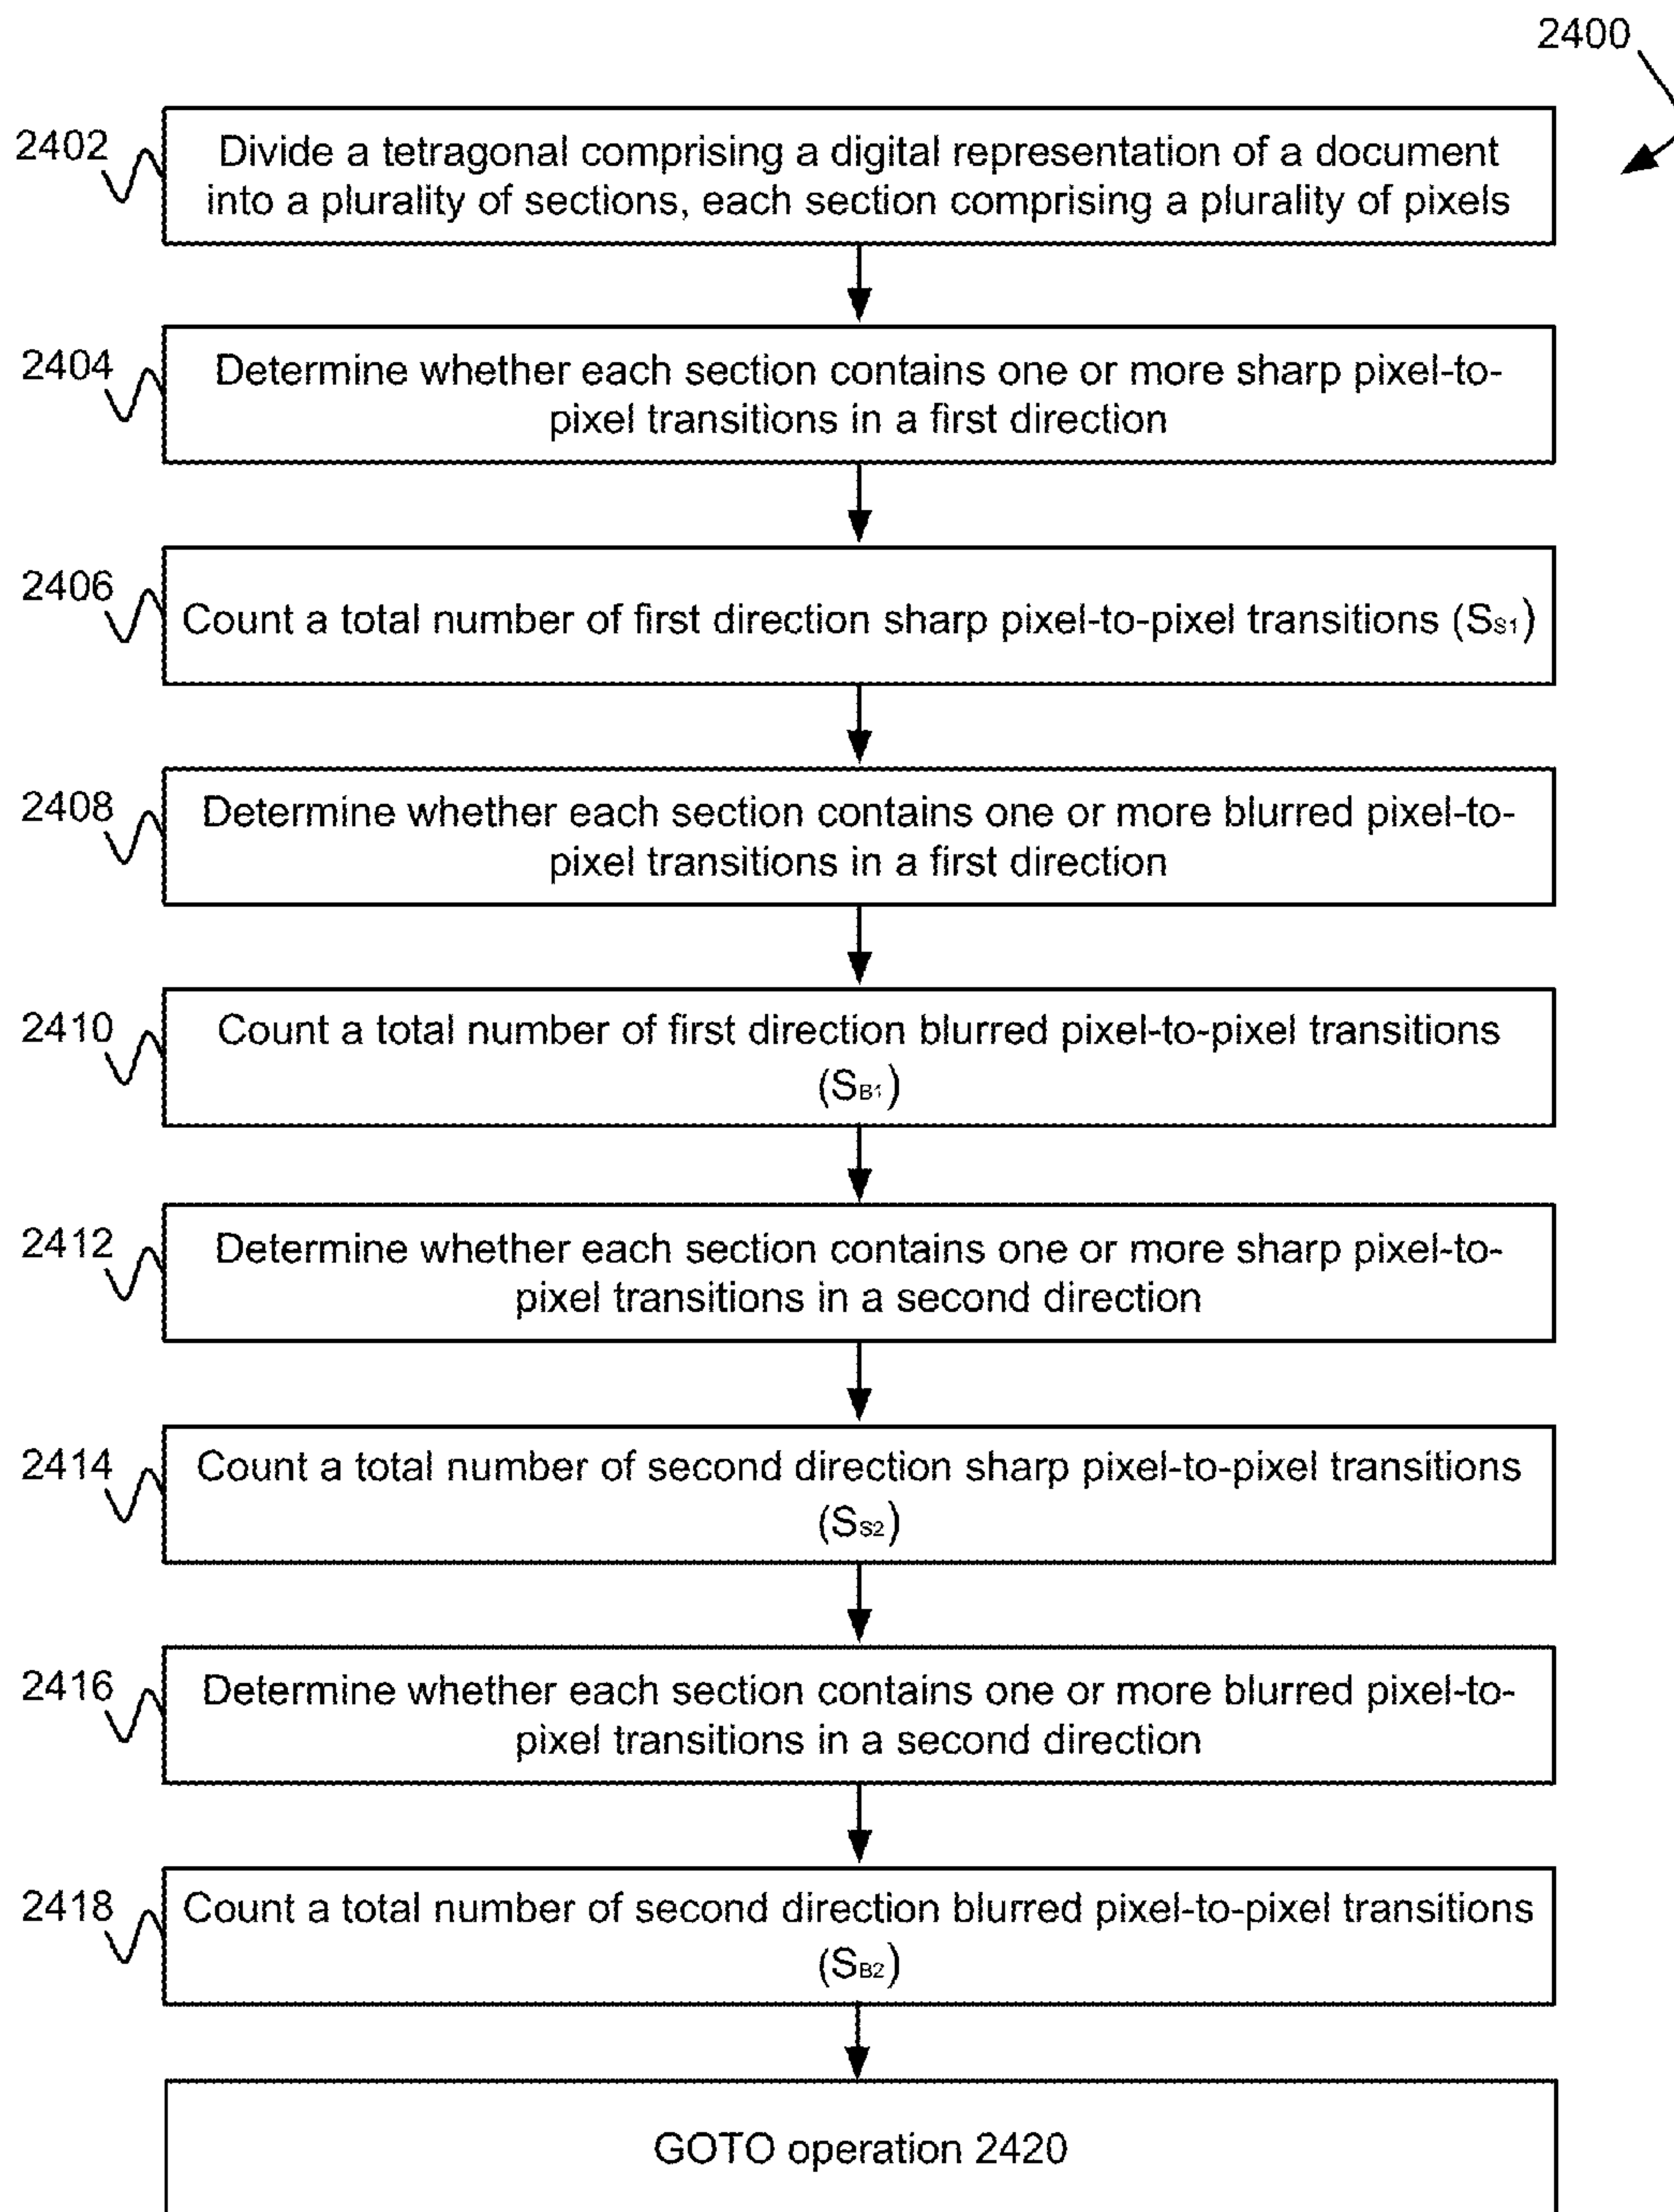 2400
2402
Divide a tetragonal comprising a digital representation of a document
into a plurality of sections, each section comprising a plurality of pixels
2404
Determine whether each section contains one or more sharp pixel-to-
pixel transitions in a first direction
2406
Count a total number of first direction sharp pixel-to-pixel transitions (SS1)
2408
Determine whether each section contains one or more blurred pixel-to-
pixel transitions in a first direction
2410
Count a total number of first direction blurred pixel-to-pixel transitions
(SB1)
2412
Determine whether each section contains one or more sharp pixel-to-
pixel transitions in a second direction
2414
Count a total number of second direction sharp pixel-to-pixel transitions
(SS2)
2416
Determine whether each section contains one or more blurred pixel-to-
pixel transitions in a second direction
2418
Count a total number of second direction blurred pixel-to-pixel transitions
(SB2)
GOTO operation 2420